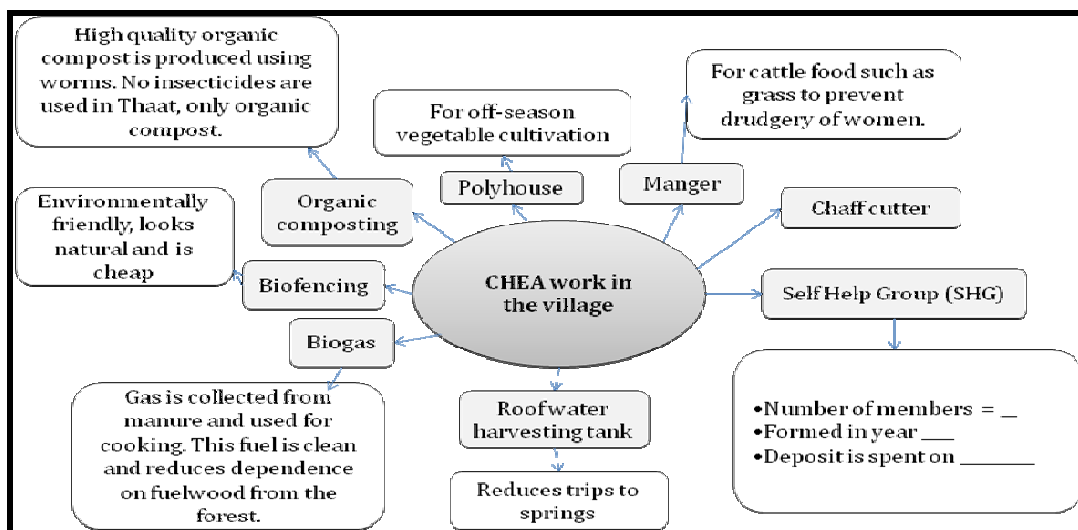 High quality organic
compost is produced using
worms. No insecticides are
used in Thaat, only organic
compost.
For off-season
vegetable cultivation
For cattle food such as
grass to prevent
drudgery of women.
Organic
composting
Polyhouse
Manger
Chaff cutter
Environmentally
friendly, looks
natural and is
cheap
Biofencing
CHEA work in
the village
Self Help Group (SHG)
Biogas
Gas is collected from
manure and used for
cooking. This fuel is clean
and reduces dependence
on fuelwood from the
forest.
Roof water
harvesting tank
Reduces trips to
springs
•Number of members = __
•Formed in year ___
•Deposit is spent on _______